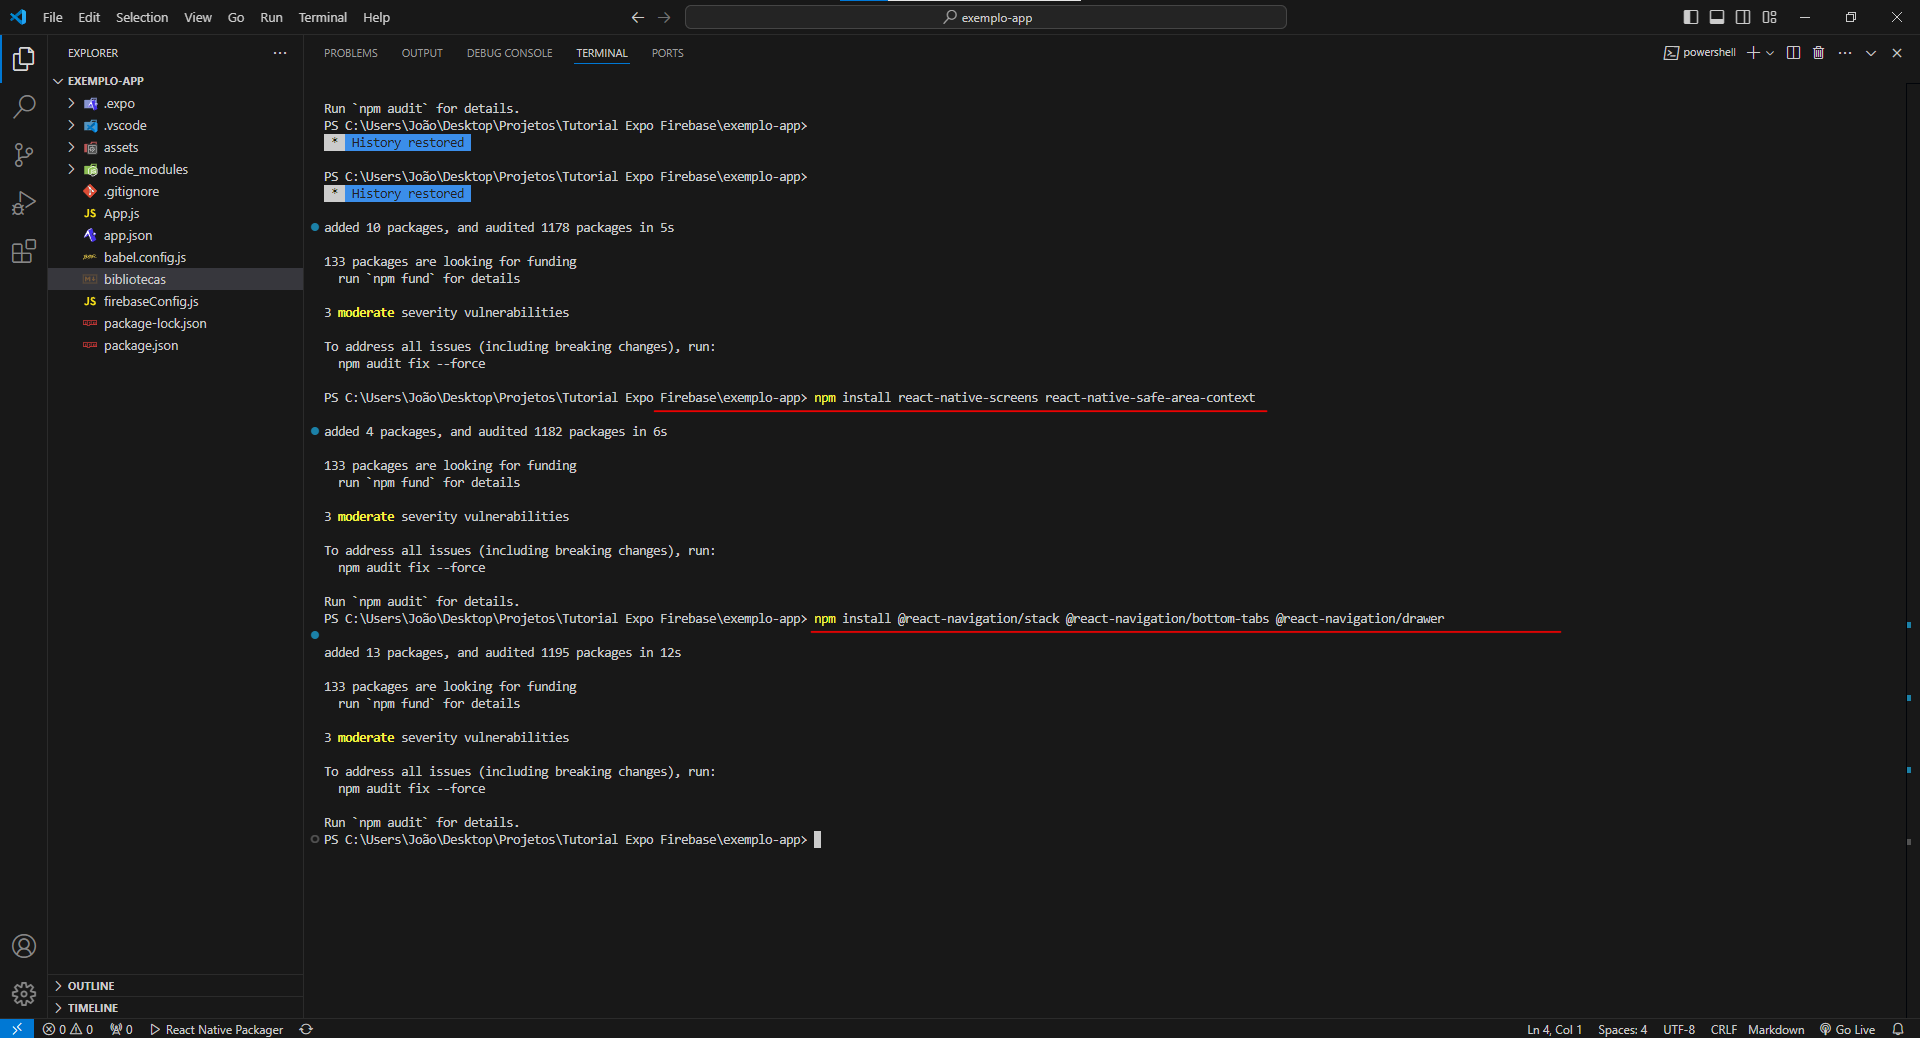 File Edit Selection View Go Run Terminal Help
exemplo-app
EXPLORER
EXEMPLO-APP
.expo
.vscode
assets
node_modules
.gitignore
JS App.js
app.json
babel.config.js
bibliotecas
JS firebaseConfig.js
package-lock.json
package.json
OUTLINE
TIMELINE
PROBLEMS OUTPUT DEBUG CONSOLE TERMINAL PORTS
powershell
Run `npm audit` for details.
PS C:\Users\João\Desktop\Projetos\Tutorial Expo Firebase\exemplo-app>
* History restored
PS C:\Users\João\Desktop\Projetos\Tutorial Expo Firebase\exemplo-app>
* History restored
added 10 packages, and audited 1178 packages in 5s
133 packages are looking for funding
run `npm fund` for details
3 moderate severity vulnerabilities
To address all issues (including breaking changes), run:
npm audit fix --force
PS C:\Users\João\Desktop\Projetos\Tutorial Expo Firebase\exemplo-app> npm install react-native-screens react-native-safe-area-context
added 4 packages, and audited 1182 packages in 6s
133 packages are looking for funding
run `npm fund` for details
3 moderate severity vulnerabilities
To address all issues (including breaking changes), run:
npm audit fix --force
Run `npm audit` for details.
PS C:\Users\João\Desktop\Projetos\Tutorial Expo Firebase\exemplo-app> npm install @react-navigation/stack @react-navigation/bottom-tabs @react-navigation/drawer
added 13 packages, and audited 1195 packages in 12s
133 packages are looking for funding
run `npm fund` for details
3 moderate severity vulnerabilities
To address all issues (including breaking changes), run:
npm audit fix --force
Run `npm audit` for details.
PS C:\Users\João\Desktop\Projetos\Tutorial Expo Firebase\exemplo-app>
0 0 0 React Native Packager Ln 4, Col 1 Spaces: 4 UTF-8 CRLF Markdown Go Live